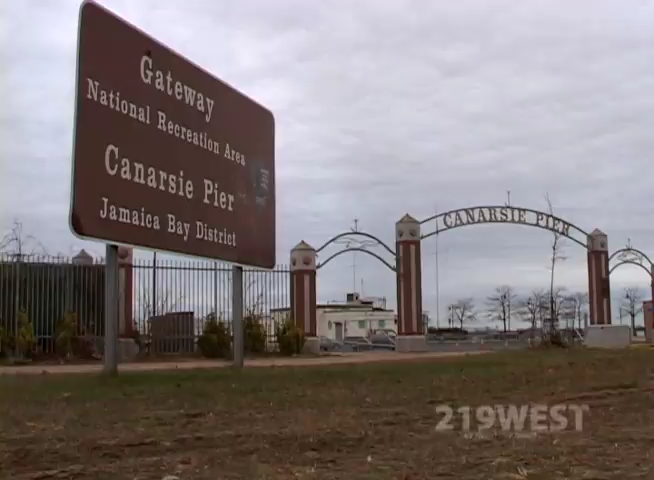 Gateway
National Recreation Area
Canarsie Pier
Jamaica Bay District
CANARSIE PIER
219WEST